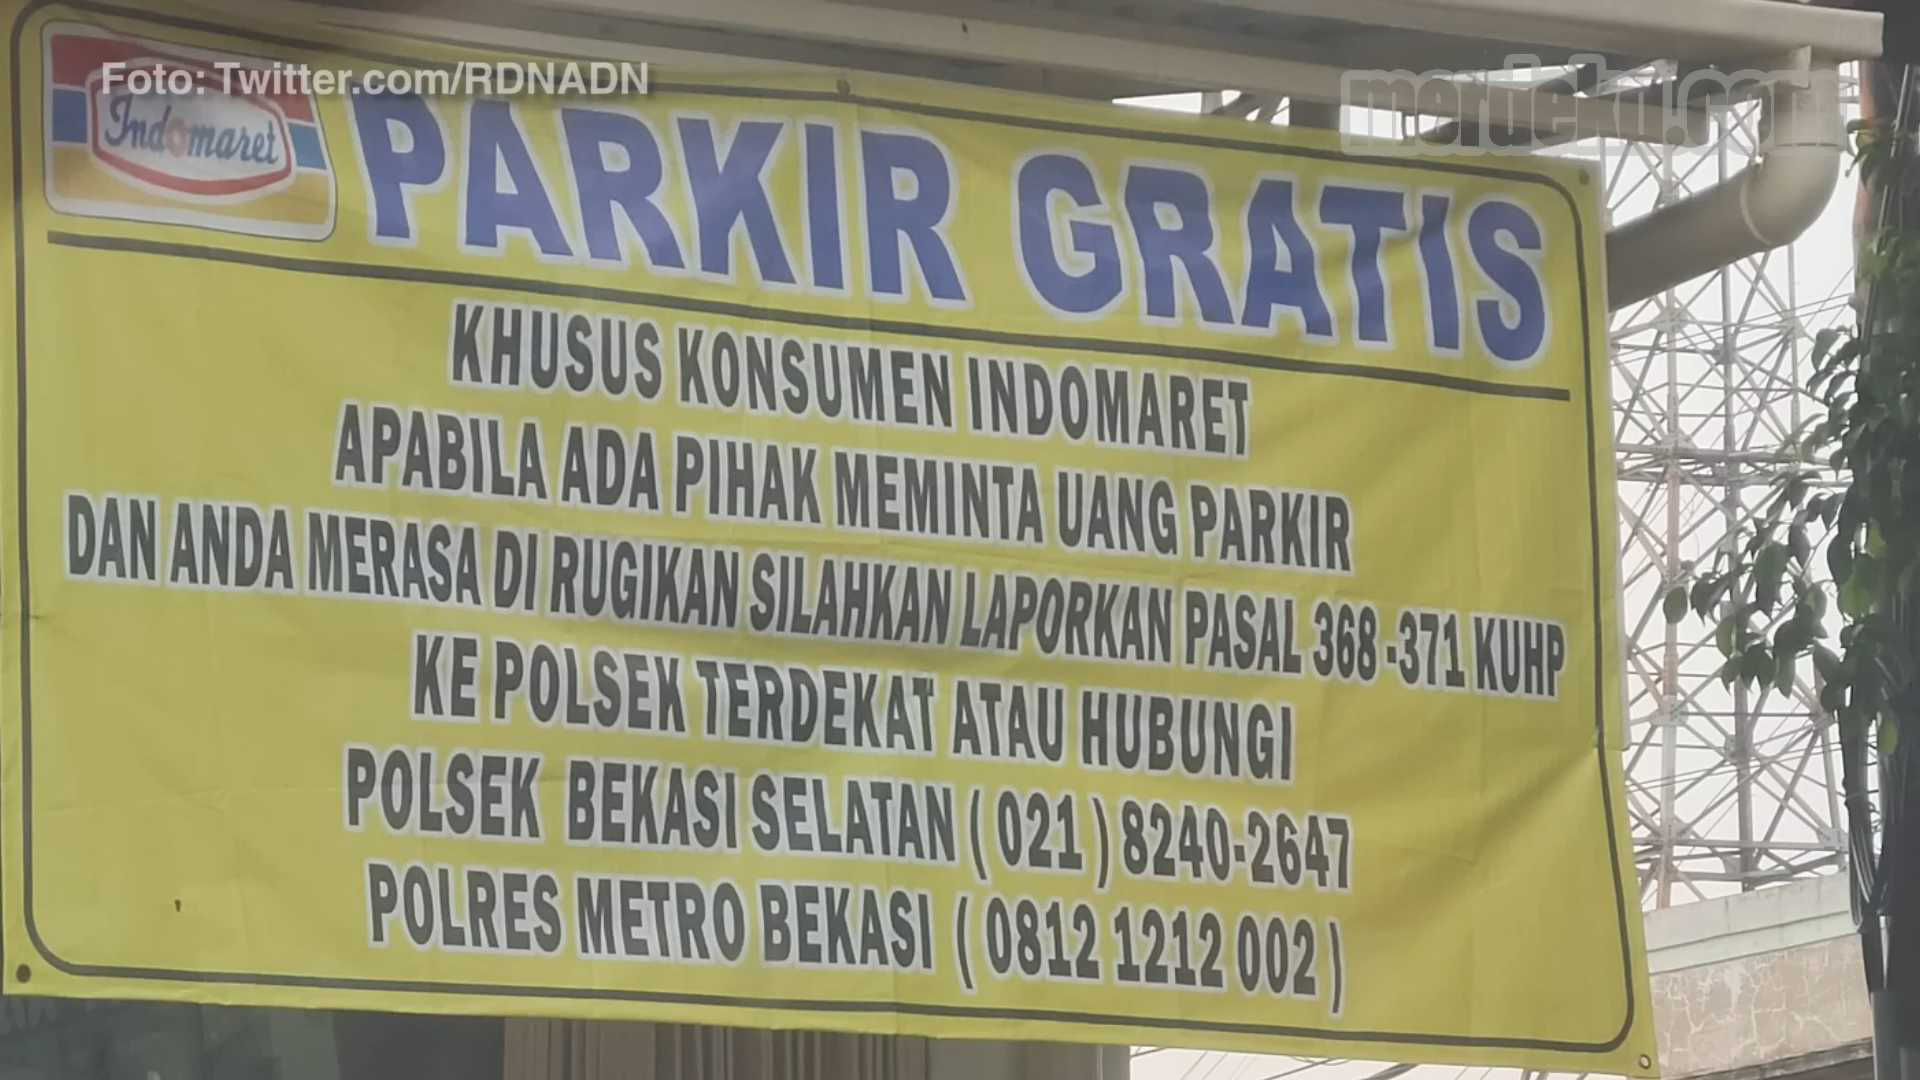 Foto: Twitter.com/RDNADN
merdeka.com
Indomaret
PARKIR GRATIS
KHUSUS KONSUMEN INDOMARET
APABILA ADA PIHAK MEMINTA UANG PARKIR
DAN ANDA MERASA DI RUGIKAN SILAHKAN LAPORKAN PASAL 368 -371 KUHP
KE POLSEK TERDEKAT ATAU HUBUNGI
POLSEK BEKASI SELATAN ( 021 ) 8240-2647
POLRES METRO BEKASI ( 0812 1212 002 )